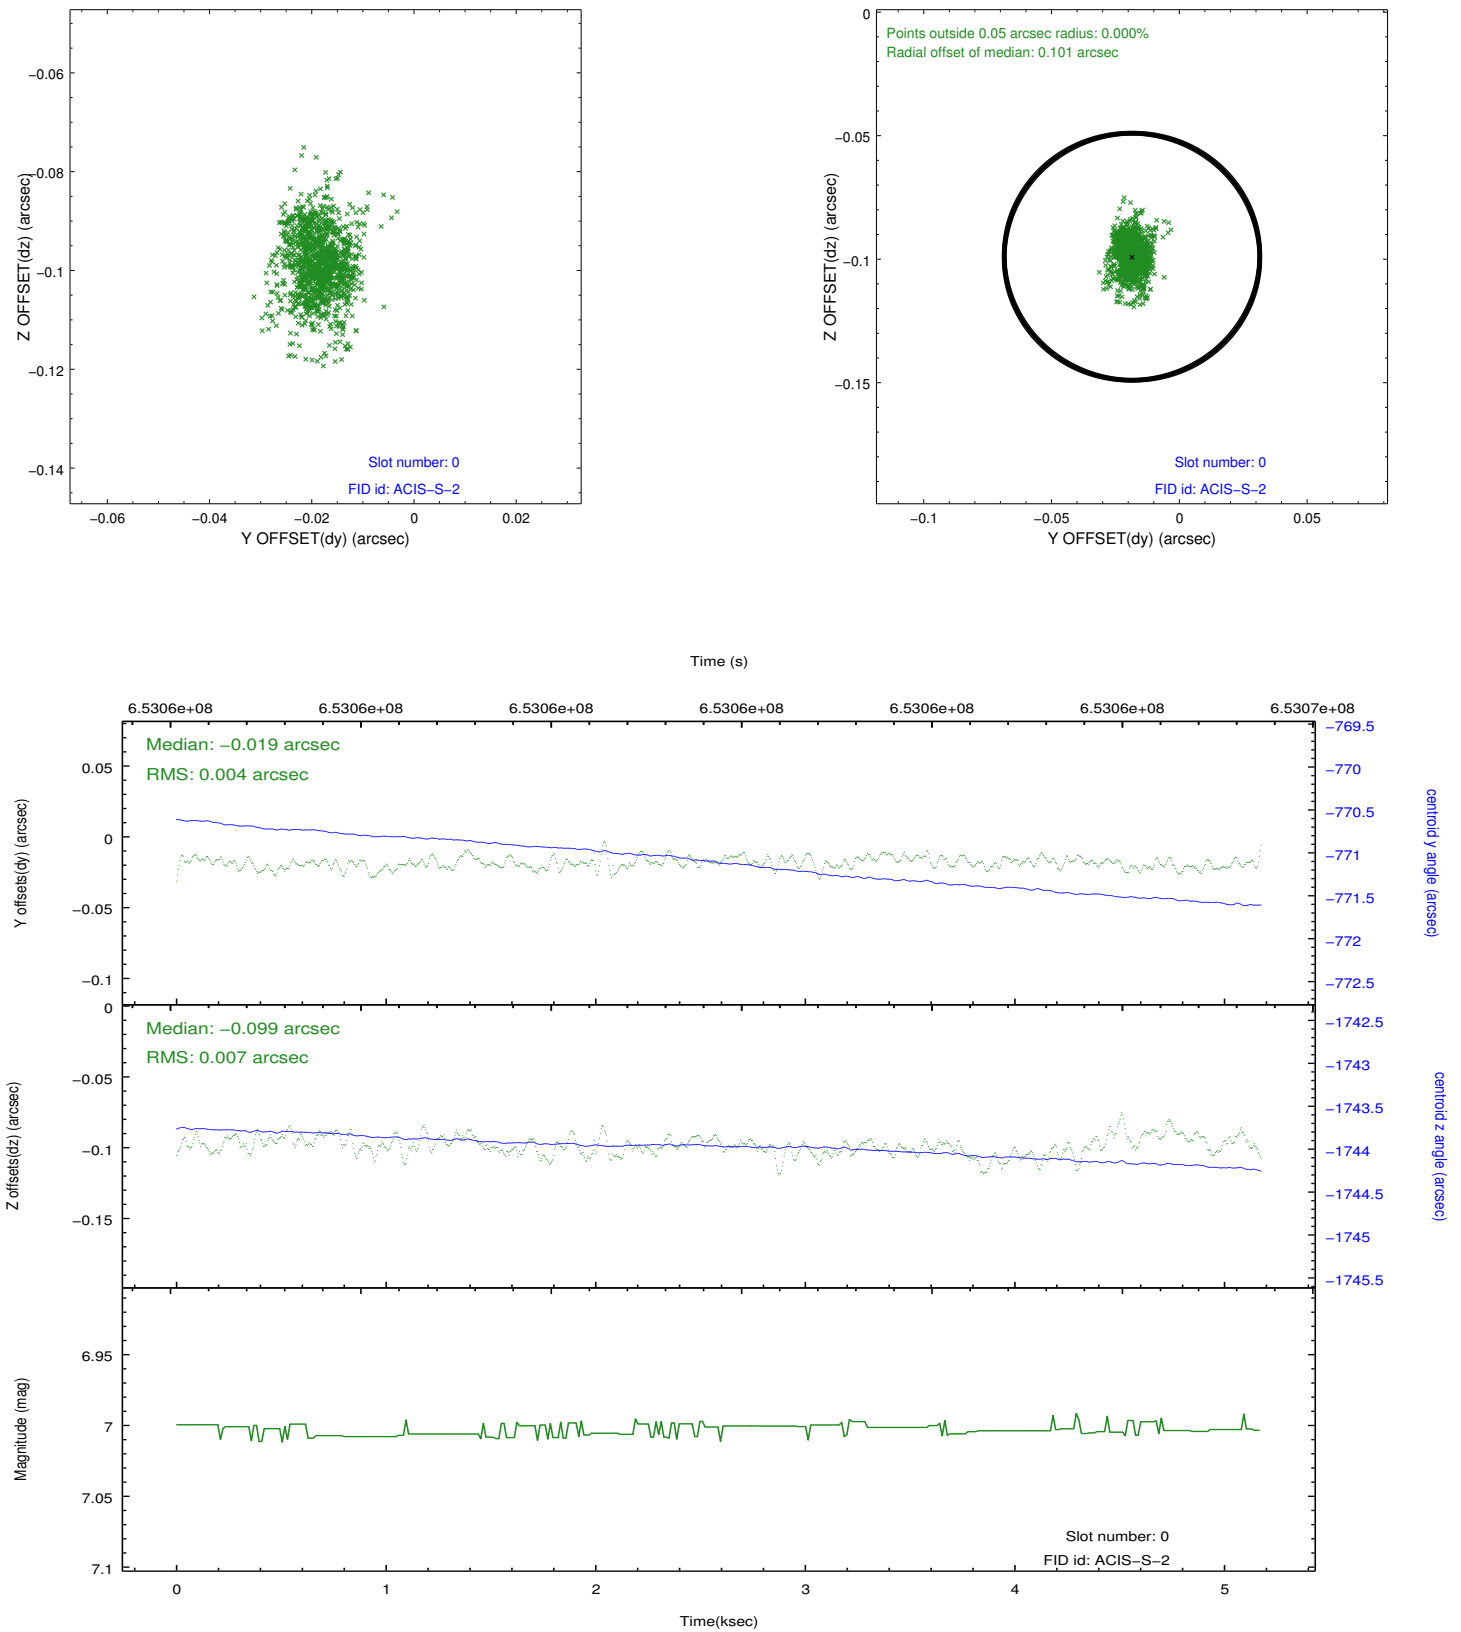 −0.06
−0.08
−0.1
−0.12
−0.14
Z OFFSET(dz) (arcsec)
Slot number: 0
FID id: ACIS−S−2
−0.06 −0.04 −0.02 0 0.02
Y OFFSET(dy) (arcsec)
Points outside 0.05 arcsec radius: 0.000%
Radial offset of median: 0.101 arcsec
0
−0.05
−0.1
−0.15
Z OFFSET(dz) (arcsec)
Slot number: 0
FID id: ACIS−S−2
−0.1 −0.05 0 0.05
Y OFFSET(dy) (arcsec)
Time (s)
6.5306e+08 6.5306e+08 6.5306e+08 6.5306e+08 6.5306e+08 6.5306e+08 6.5307e+08
Median: −0.019 arcsec
RMS: 0.004 arcsec
0.05
0
−0.05
−0.1
Y offsets(dy) (arcsec)
−769.5
−770
−770.5
−771
−771.5
−772
−772.5
centroid y angle (arcsec)
Median: −0.099 arcsec
RMS: 0.007 arcsec
0
−0.05
−0.1
−0.15
Z offsets(dz) (arcsec)
−1742.5
−1743
−1743.5
−1744
−1744.5
−1745
−1745.5
centroid z angle (arcsec)
6.95
7
7.05
7.1
Magnitude (mag)
Slot number: 0
FID id: ACIS−S−2
0 1 2 3 4 5
Time(ksec)